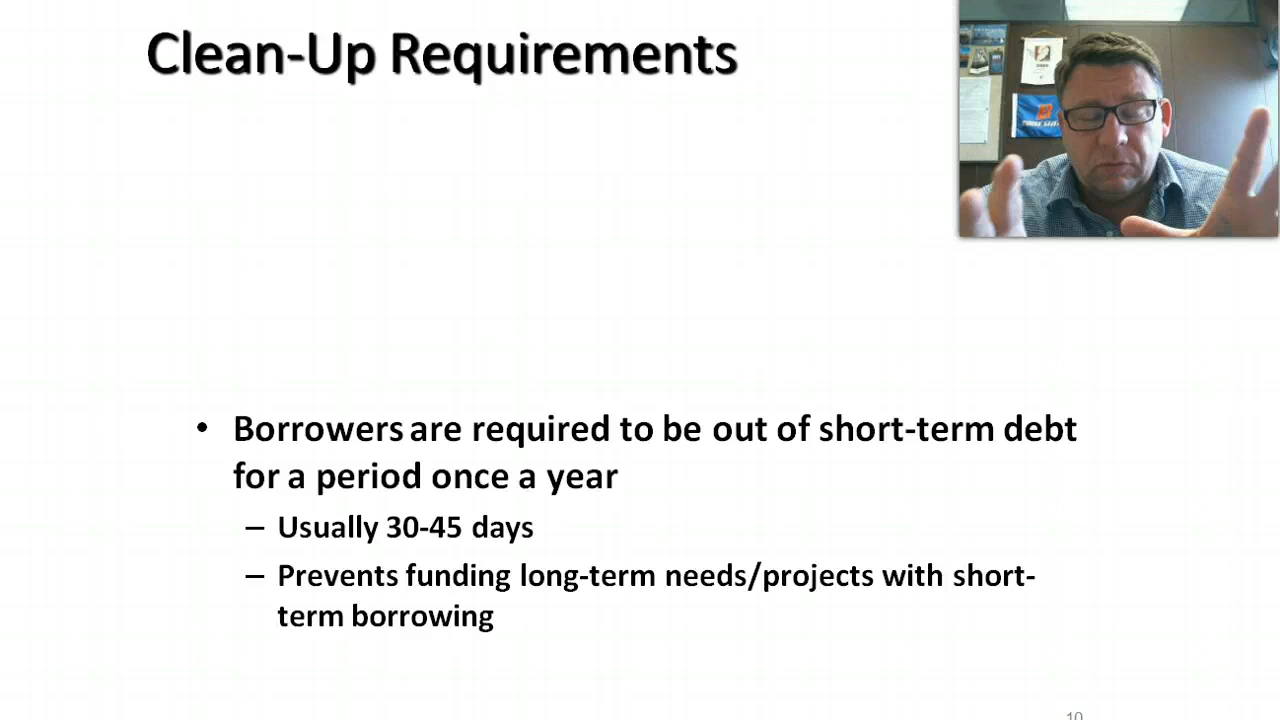 Clean-Up Requirements
• Borrowers are required to be out of short-term debt
for a period once a year
– Usually 30-45 days
– Prevents funding long-term needs/projects with short-
term borrowing
10